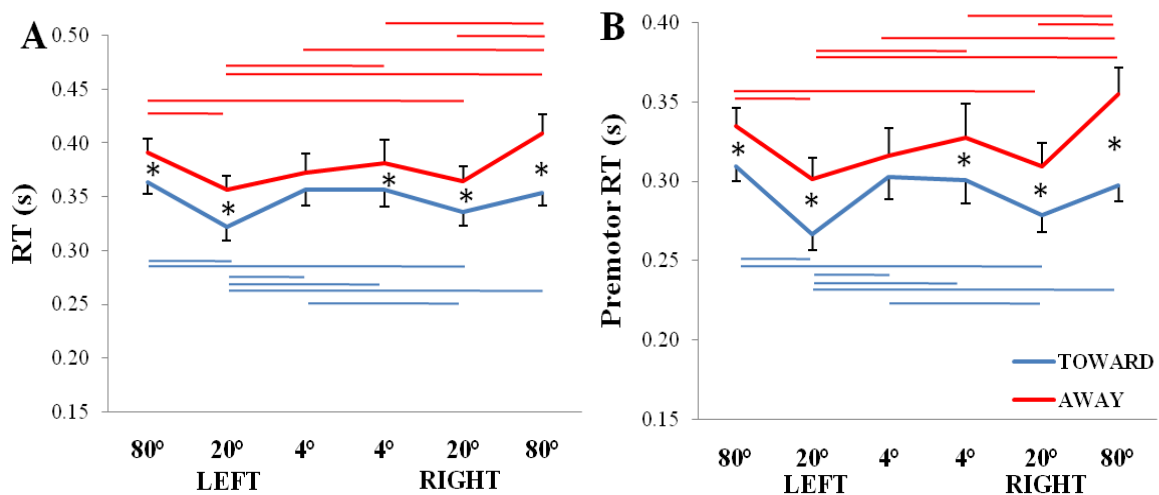 A
RT (s)
0.50
0.45
0.40
0.35
0.30
0.25
0.20
0.15
* * * * *
80° 20° 4° 4° 20° 80°
LEFT RIGHT
B
Premotor RT (s)
0.40
0.35
0.30
0.25
0.20
0.15
* * * * *
TOWARD
AWAY
80° 20° 4° 4° 20° 80°
LEFT RIGHT